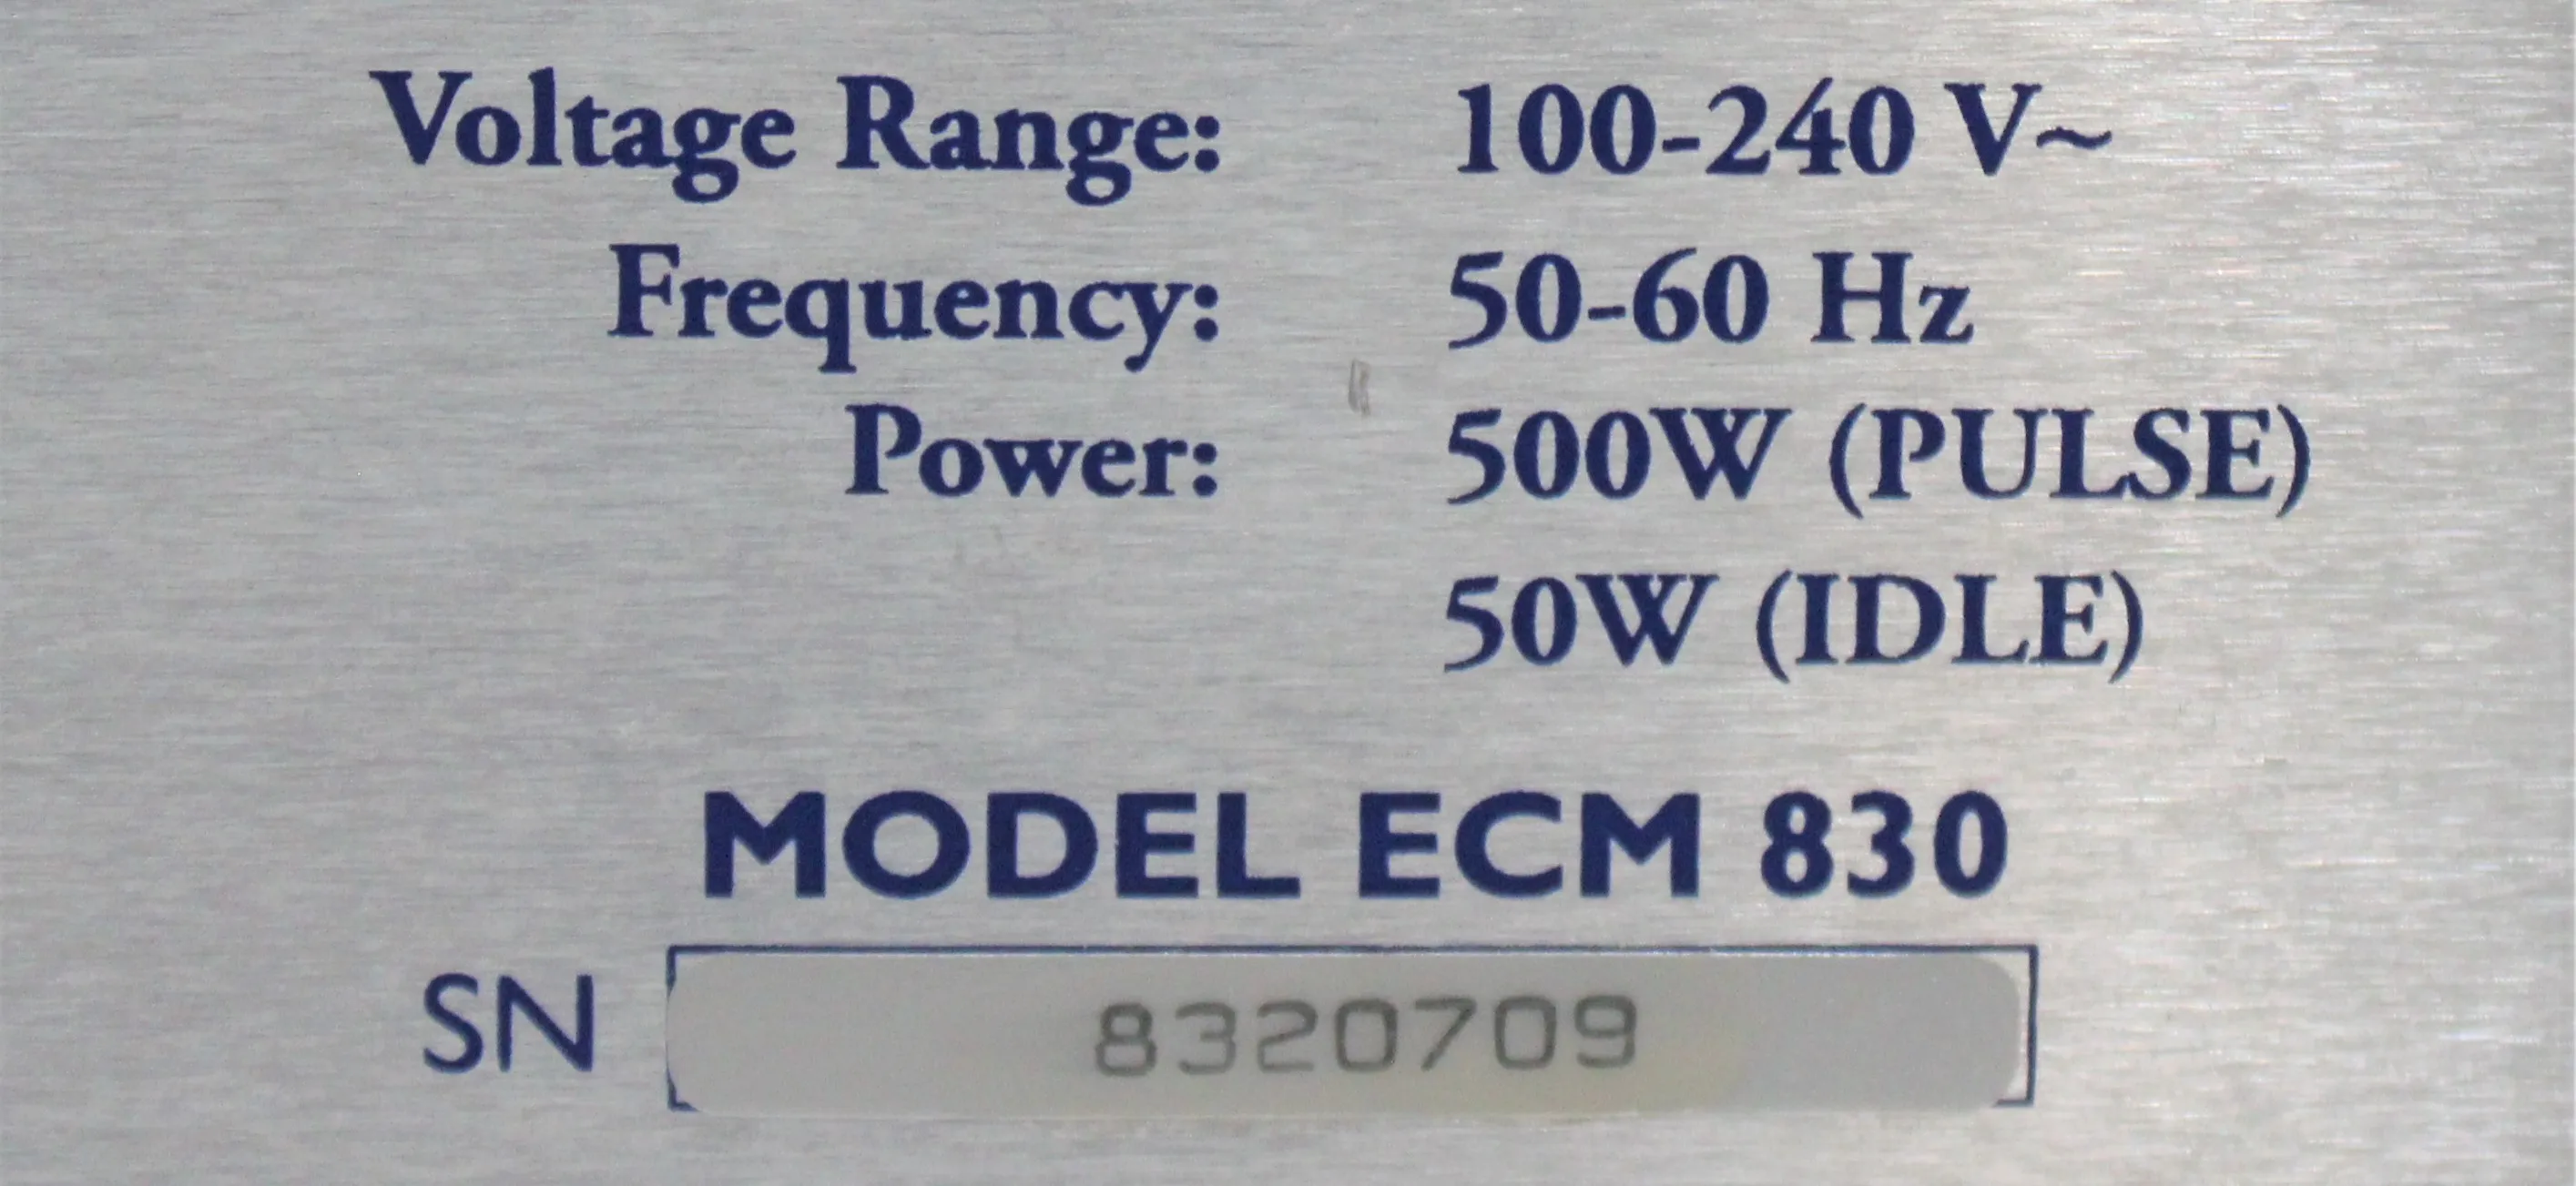 Voltage Range: 100-240 V~
Frequency: 50-60 Hz
Power: 500W (PULSE)
50W (IDLE)
MODEL ECM 830
SN 8320709